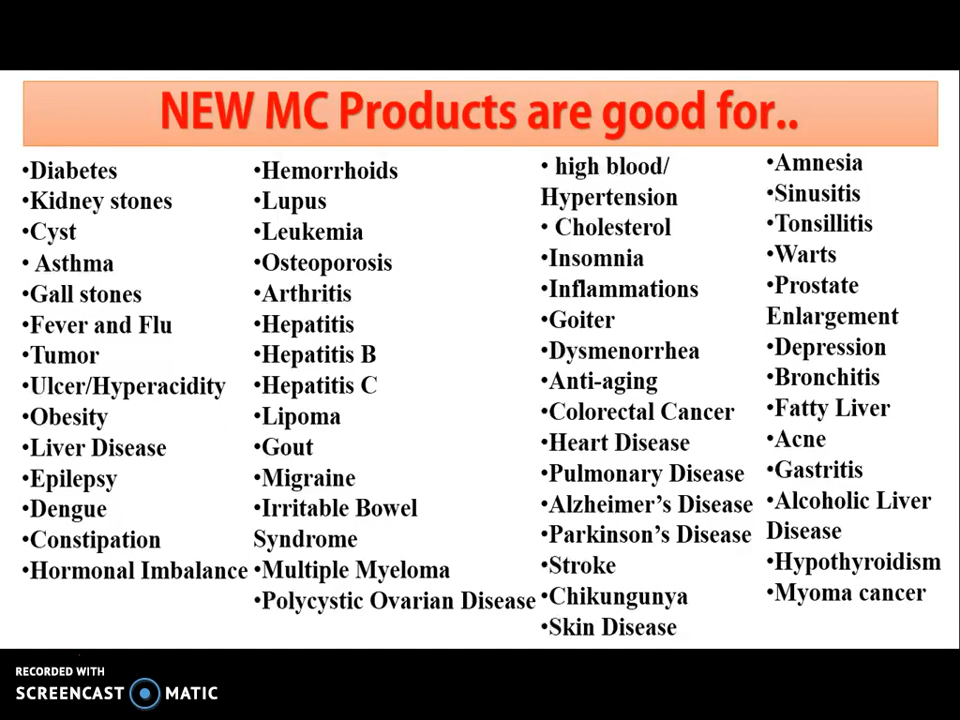 NEW MC Products are good for..
•Diabetes
•Kidney stones
•Cyst
• Asthma
•Gall stones
•Fever and Flu
•Tumor
•Ulcer/Hyperacidity
•Obesity
•Liver Disease
•Epilepsy
•Dengue
•Constipation
•Hormonal Imbalance
•Hemorrhoids
•Lupus
•Leukemia
•Osteoporosis
•Arthritis
•Hepatitis
•Hepatitis B
•Hepatitis C
•Lipoma
•Gout
•Migraine
•Irritable Bowel
Syndrome
•Multiple Myeloma
•Polycystic Ovarian Disease
• high blood/
Hypertension
• Cholesterol
•Insomnia
•Inflammations
•Goiter
•Dysmenorrhea
•Anti-aging
•Colorectal Cancer
•Heart Disease
•Pulmonary Disease
•Alzheimer’s Disease
•Parkinson’s Disease
•Stroke
•Chikungunya
•Skin Disease
•Amnesia
•Sinusitis
•Tonsillitis
•Warts
•Prostate
Enlargement
•Depression
•Bronchitis
•Fatty Liver
•Acne
•Gastritis
•Alcoholic Liver
Disease
•Hypothyroidism
•Myoma cancer
RECORDED WITH
SCREENCAST MATIC